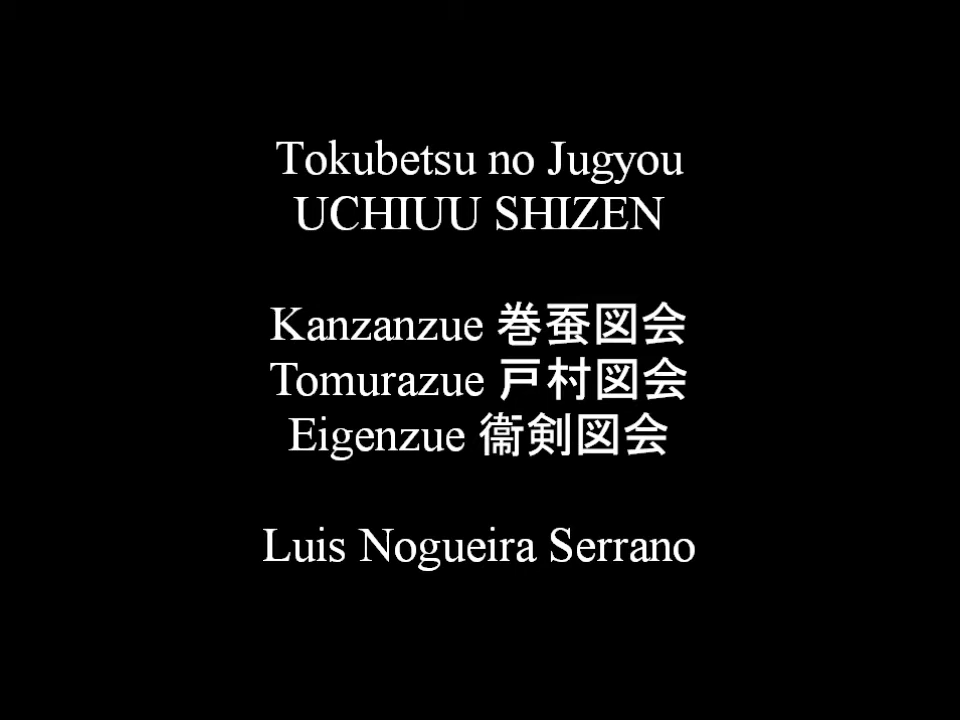 Tokubetsu no Jugyou
UCHIUU SHIZEN
Kanzanzue 巻蚕図会
Tomurazue 戸村図会
Eigenzue 衞剣図会
Luis Nogueira Serrano